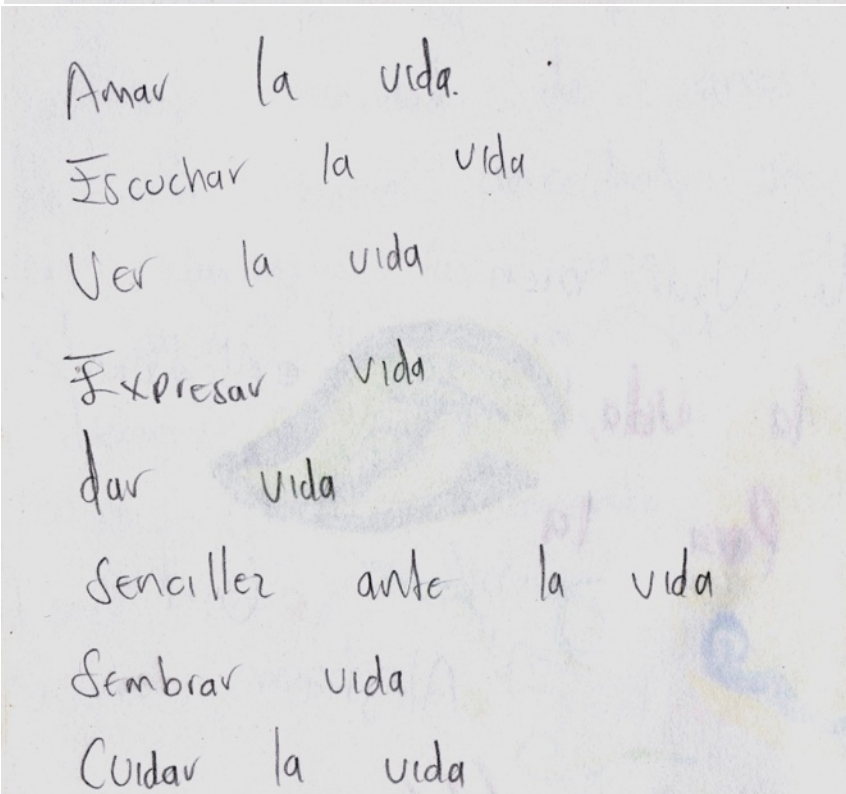 Amar la vida.
Escuchar la vida
Ver la vida
Expresar vida
dar vida
Sencillez ante la vida
Sembrar vida
Cuidar la vida